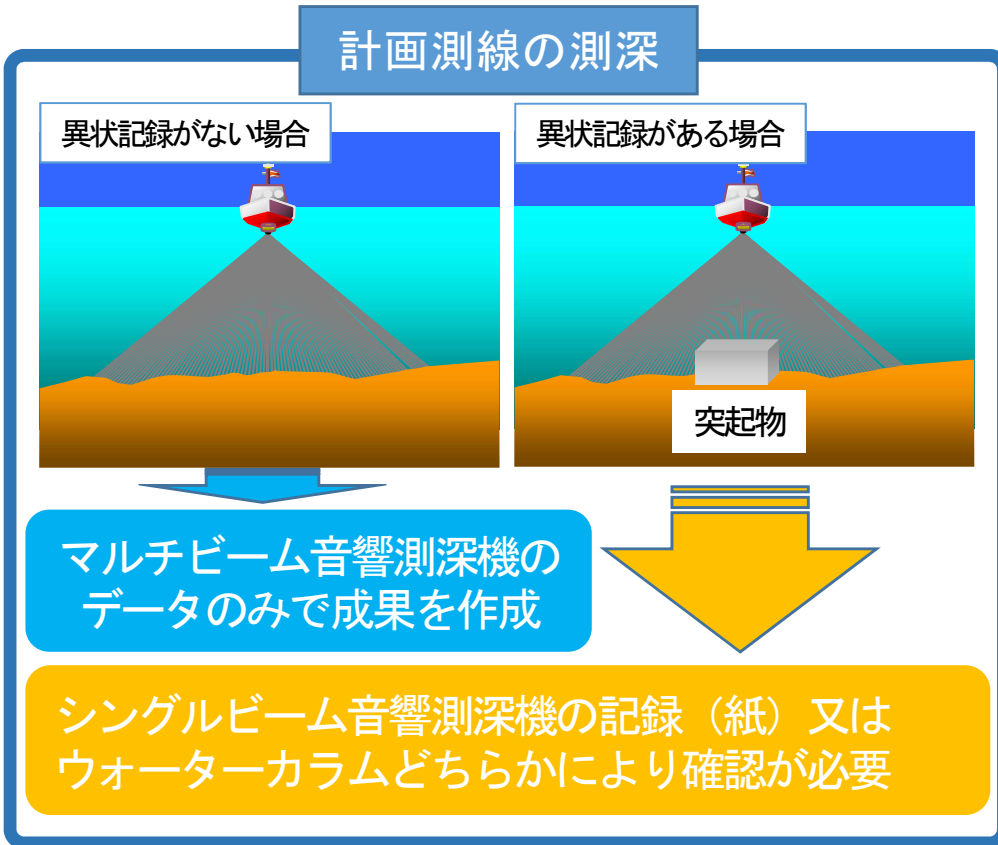 計画測線の測深
異状記録がない場合
異状記録がある場合
突起物
マルチビーム音響測深機の
データのみで成果を作成
シングルビーム音響測深機の記録（紙）又は
ウォーターカラムどちらかにより確認が必要